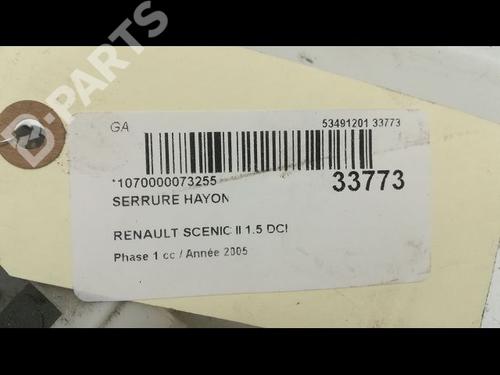 D-PARTS
GA
53491201 33773
*1070000073255
33773
SERRURE HAYON
RENAULT SCENIC II 1.5 DCI
Phase 1 cc / Année 2005